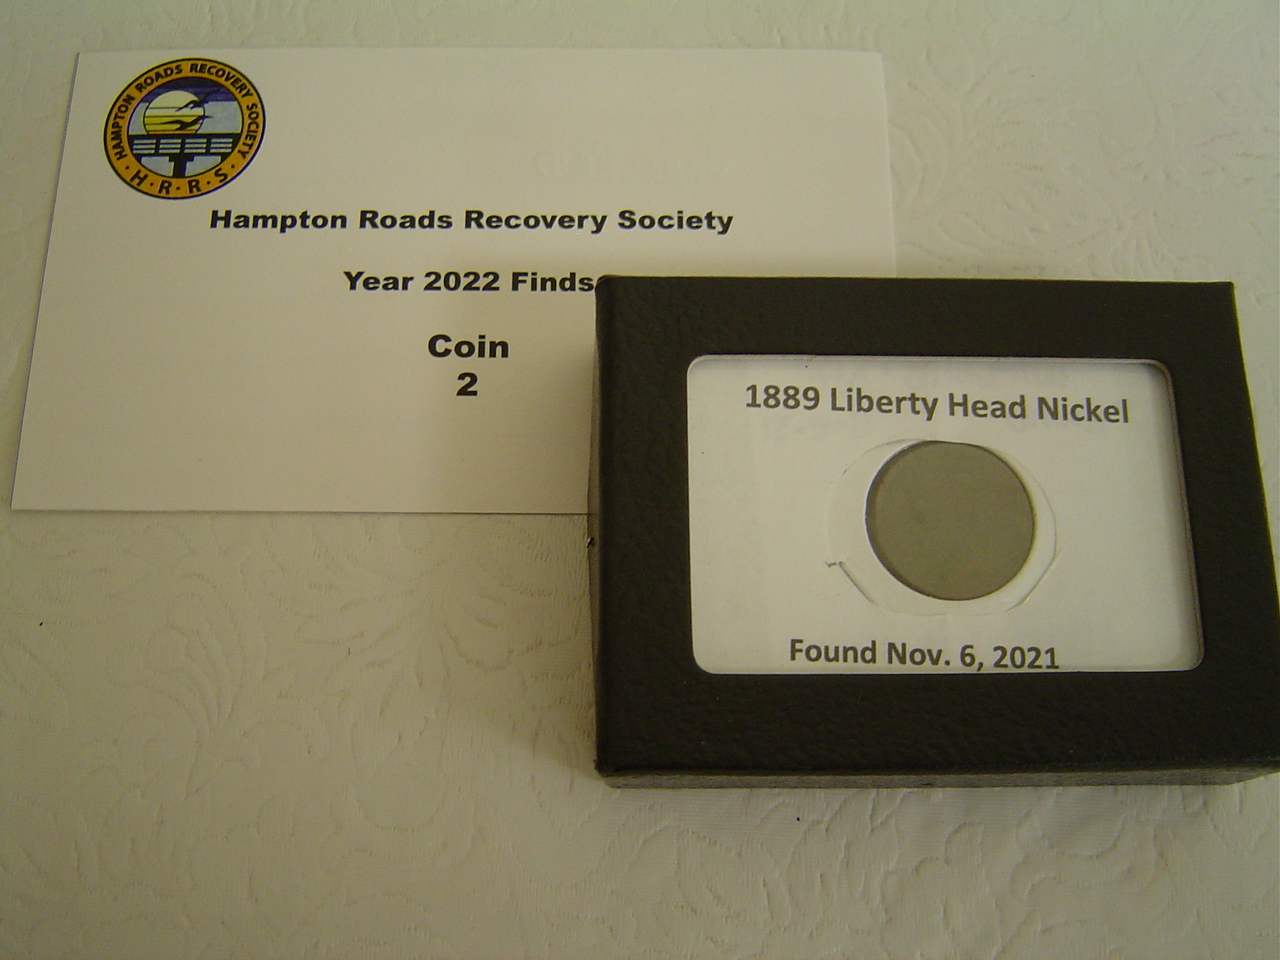 HAMPTON ROADS RECOVERY SOCIETY
· H · R · R · S ·
Hampton Roads Recovery Society
Year 2022 Finds
Coin
2
1889 Liberty Head Nickel
Found Nov. 6, 2021